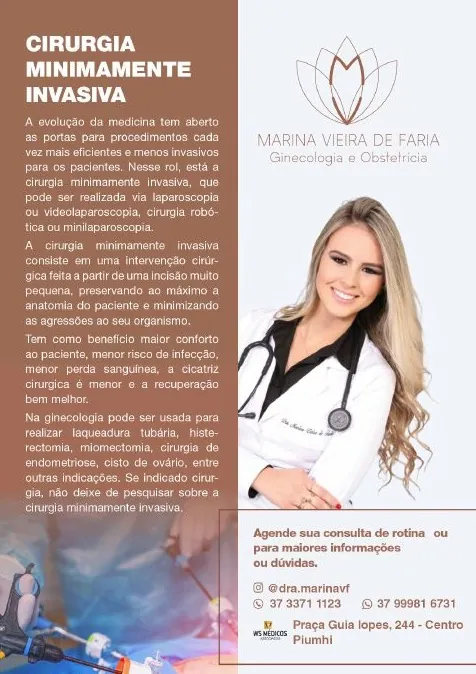 CIRURGIA
MINIMAMENTE
INVASIVA
A evolução da medicina tem aberto
as portas para procedimentos cada
vez mais eficientes e menos invasivos
para os pacientes. Nesse rol, está a
cirurgia minimamente invasiva, que
pode ser realizada via laparoscopia
ou videolaparoscopia, cirurgia robó-
tica ou minilaparoscopia.
A cirurgia minimamente invasiva
consiste em uma intervenção cirúr-
gica feita a partir de uma incisão muito
pequena, preservando ao máximo a
anatomia do paciente e minimizando
as agressões ao seu organismo.
Tem como benefício maior conforto
ao paciente, menor risco de infecção,
menor perda sanguínea, a cicatriz
cirurgica é menor e a recuperação
bem melhor.
Na ginecologia pode ser usada para
realizar laqueadura tubária, histe-
rectomia, miomectomia, cirurgia de
endometriose, cisto de ovário, entre
outras indicações. Se indicado cirur-
gia, não deixe de pesquisar sobre a
cirurgia minimamente invasiva.
MARINA VIEIRA DE FARIA
Ginecologia e Obstetrícia
Agende sua consulta de rotina ou
para maiores informações
ou dúvidas.
@dra.marinavf
37 3371 1123 37 99981 6731
WS MÉDICOS
Praça Guia lopes, 244 - Centro
Piumhi